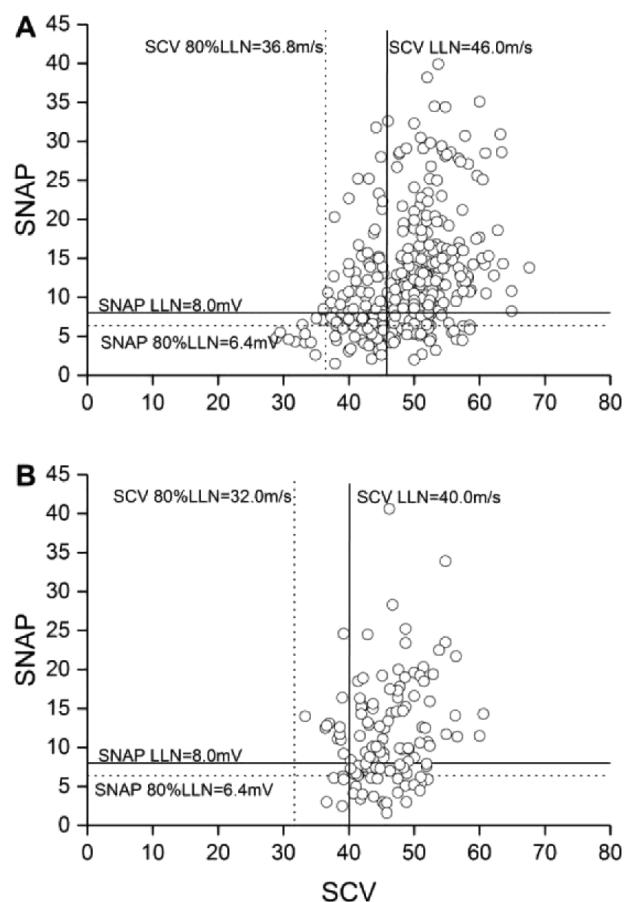 A
45
SCV 80%LLN=36.8m/s
SCV LLN=46.0m/s
40
35
30
25
SNAP
20
15
10
SNAP LLN=8.0mV
5
SNAP 80%LLN=6.4mV
0
0 10 20 30 40 50 60 70 80
B
45
SCV 80%LLN=32.0m/s
SCV LLN=40.0m/s
40
35
30
25
SNAP
20
15
10
SNAP LLN=8.0mV
5
SNAP 80%LLN=6.4mV
0
0 10 20 30 40 50 60 70 80
SCV